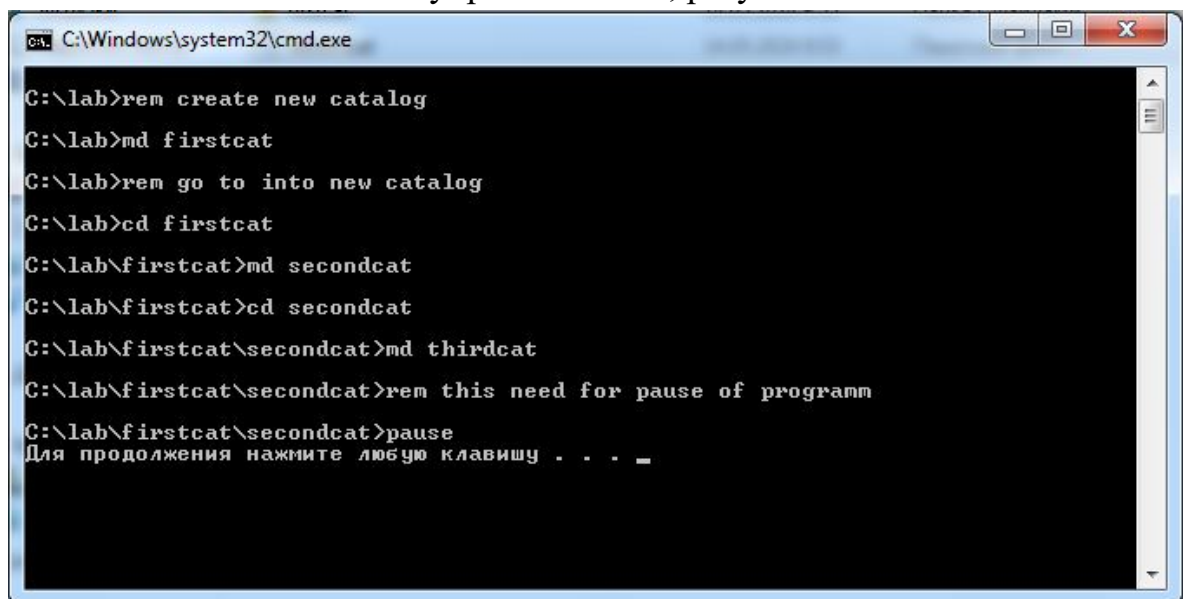 C:\Windows\system32\cmd.exe
C:\lab>rem create new catalog
C:\lab>md firstcat
C:\lab>rem go to into new catalog
C:\lab>cd firstcat
C:\lab\firstcat>md secondcat
C:\lab\firstcat>cd secondcat
C:\lab\firstcat\secondcat>md thirdcat
C:\lab\firstcat\secondcat>rem this need for pause of programm
C:\lab\firstcat\secondcat>pause
Для продолжения нажмите любую клавишу . . . _